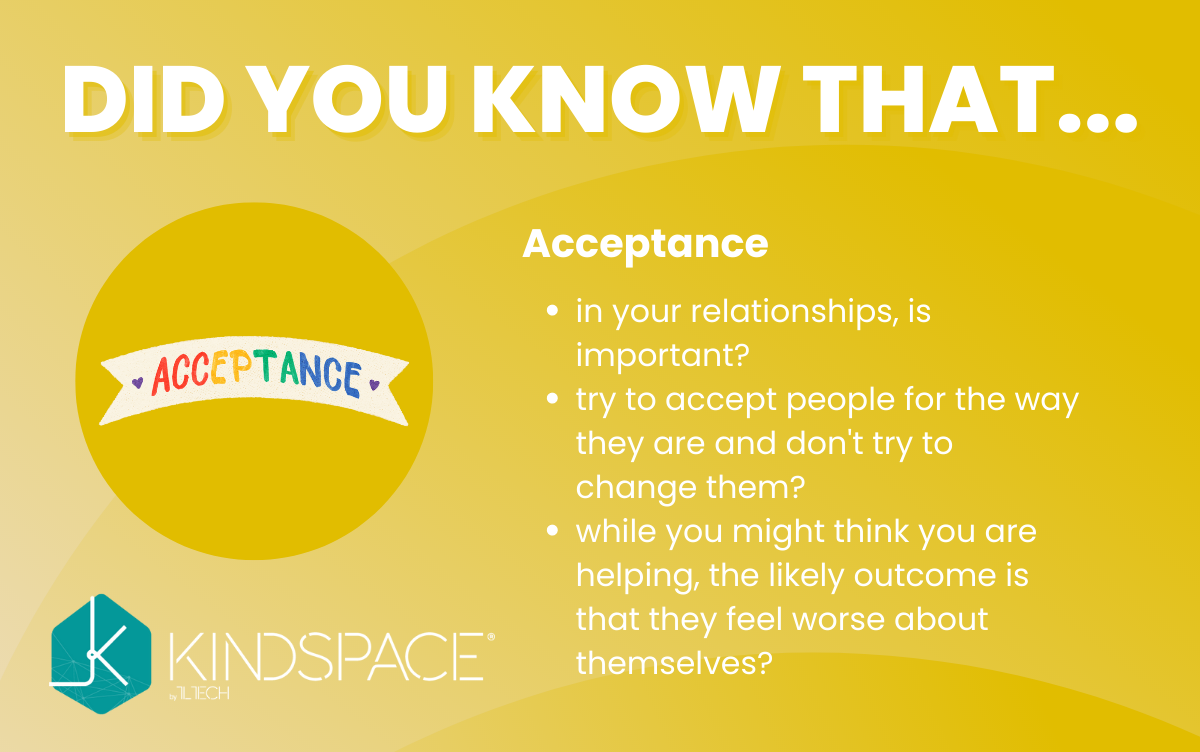 DID YOU KNOW THAT...
ACCEPTANCE
Acceptance
• in your relationships, is
important?
• try to accept people for the way
they are and don't try to
change them?
• while you might think you are
helping, the likely outcome is
that they feel worse about
themselves?
KINDSPACE®